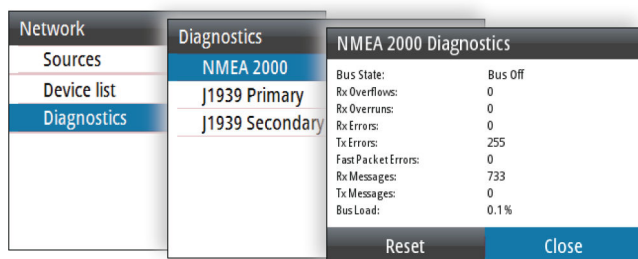 Network
Sources
Device list
Diagnostics
Diagnostics
NMEA 2000
J1939 Primary
J1939 Secondary
NMEA 2000 Diagnostics
Bus State: Bus Off
Rx Overflows: 0
Rx Overruns: 0
Rx Errors: 0
Tx Errors: 255
Fast Packet Errors: 0
Rx Messages: 733
Tx Messages: 0
Bus Load: 0.1%
Reset Close